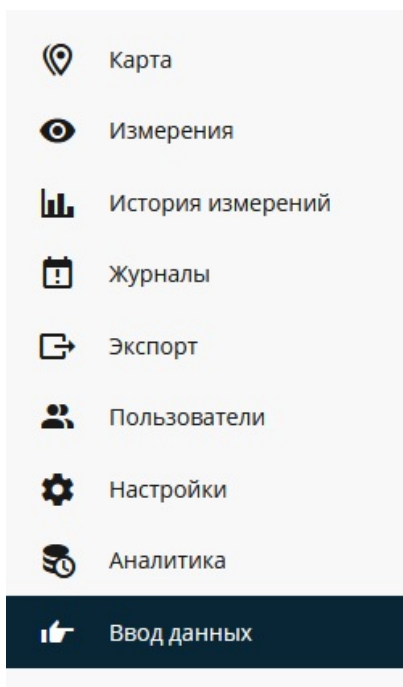 Карта
Измерения
История измерений
Журналы
Экспорт
Пользователи
Настройки
Аналитика
Ввод данных